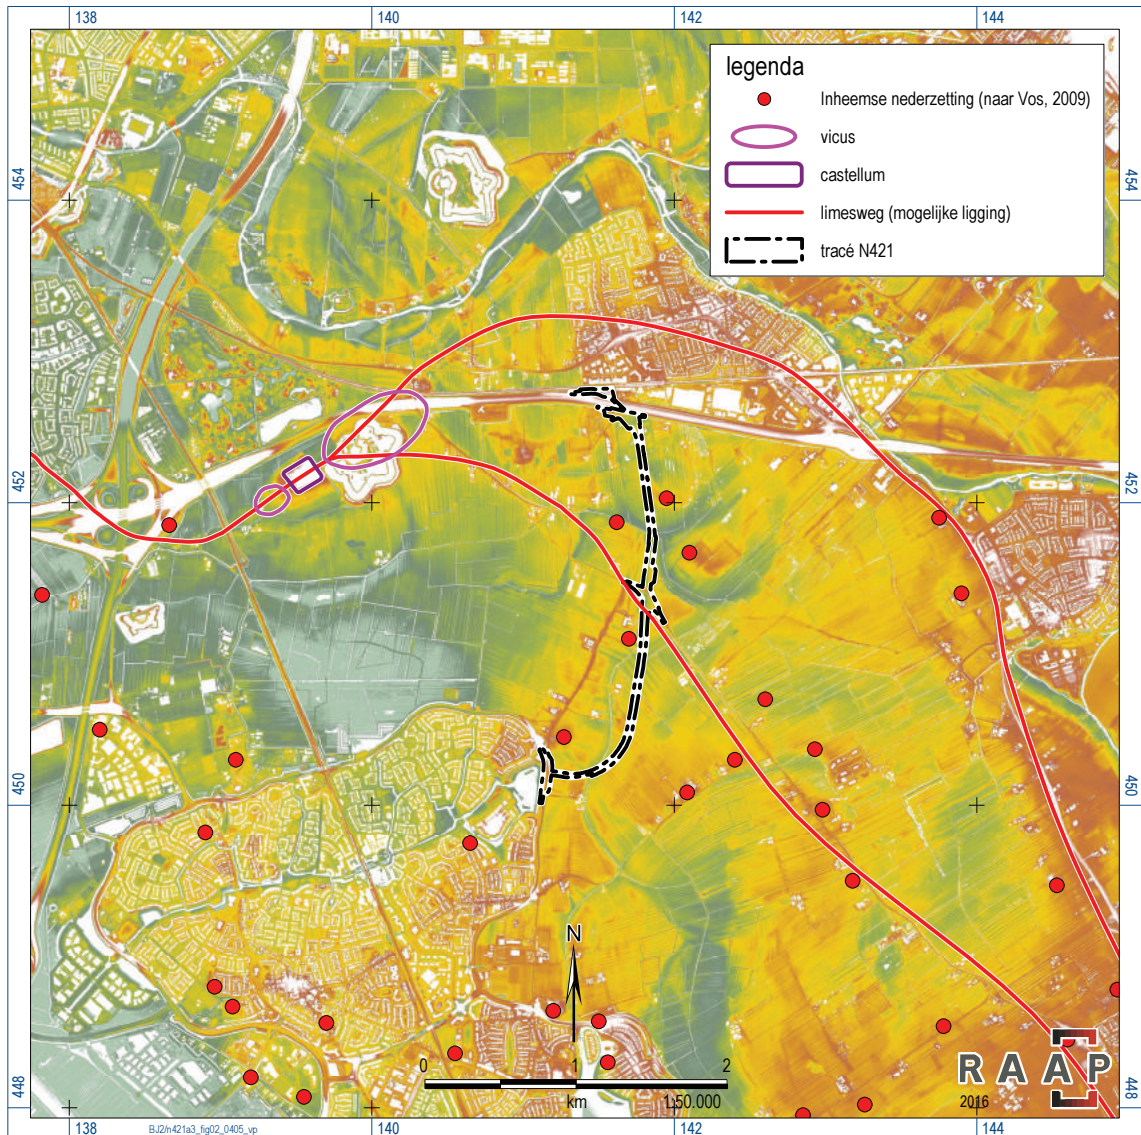 138 140 142 144
legenda
Inheemse nederzetting (naar Vos, 2009)
vicus
castellum
limesweg (mogelijke ligging)
tracé N421
454 454
452 452
450 450
448 448
N
0 1 2
km 1:50.000
RAAP
2016
138 140 142 144
BJ2/n421a3_fig02_0405_vp